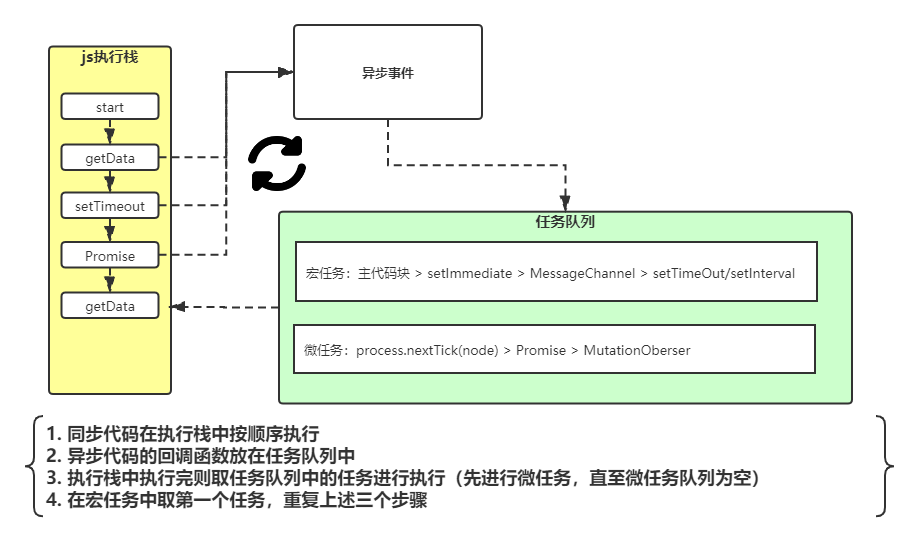 js执行栈
start
getData
setTimeout
Promise
getData
异步事件
任务队列
宏任务：主代码块 > setImmediate > MessageChannel > setTimeOut/setInterval
微任务：process.nextTick(node) > Promise > MutationOberser
1. 同步代码在执行栈中按顺序执行
2. 异步代码的回调函数放在任务队列中
3. 执行栈中执行完则取任务队列中的任务进行执行（先进行微任务，直至微任务队列为空）
4. 在宏任务中取第一个任务，重复上述三个步骤